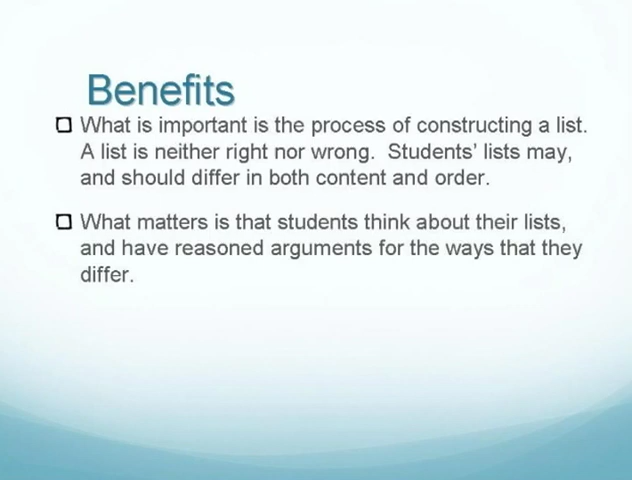 Benefits
What is important is the process of constructing a list.
A list is neither right nor wrong.  Students' lists may,
and should differ in both content and order.
What matters is that students think about their lists,
and have reasoned arguments for the ways that they
differ.